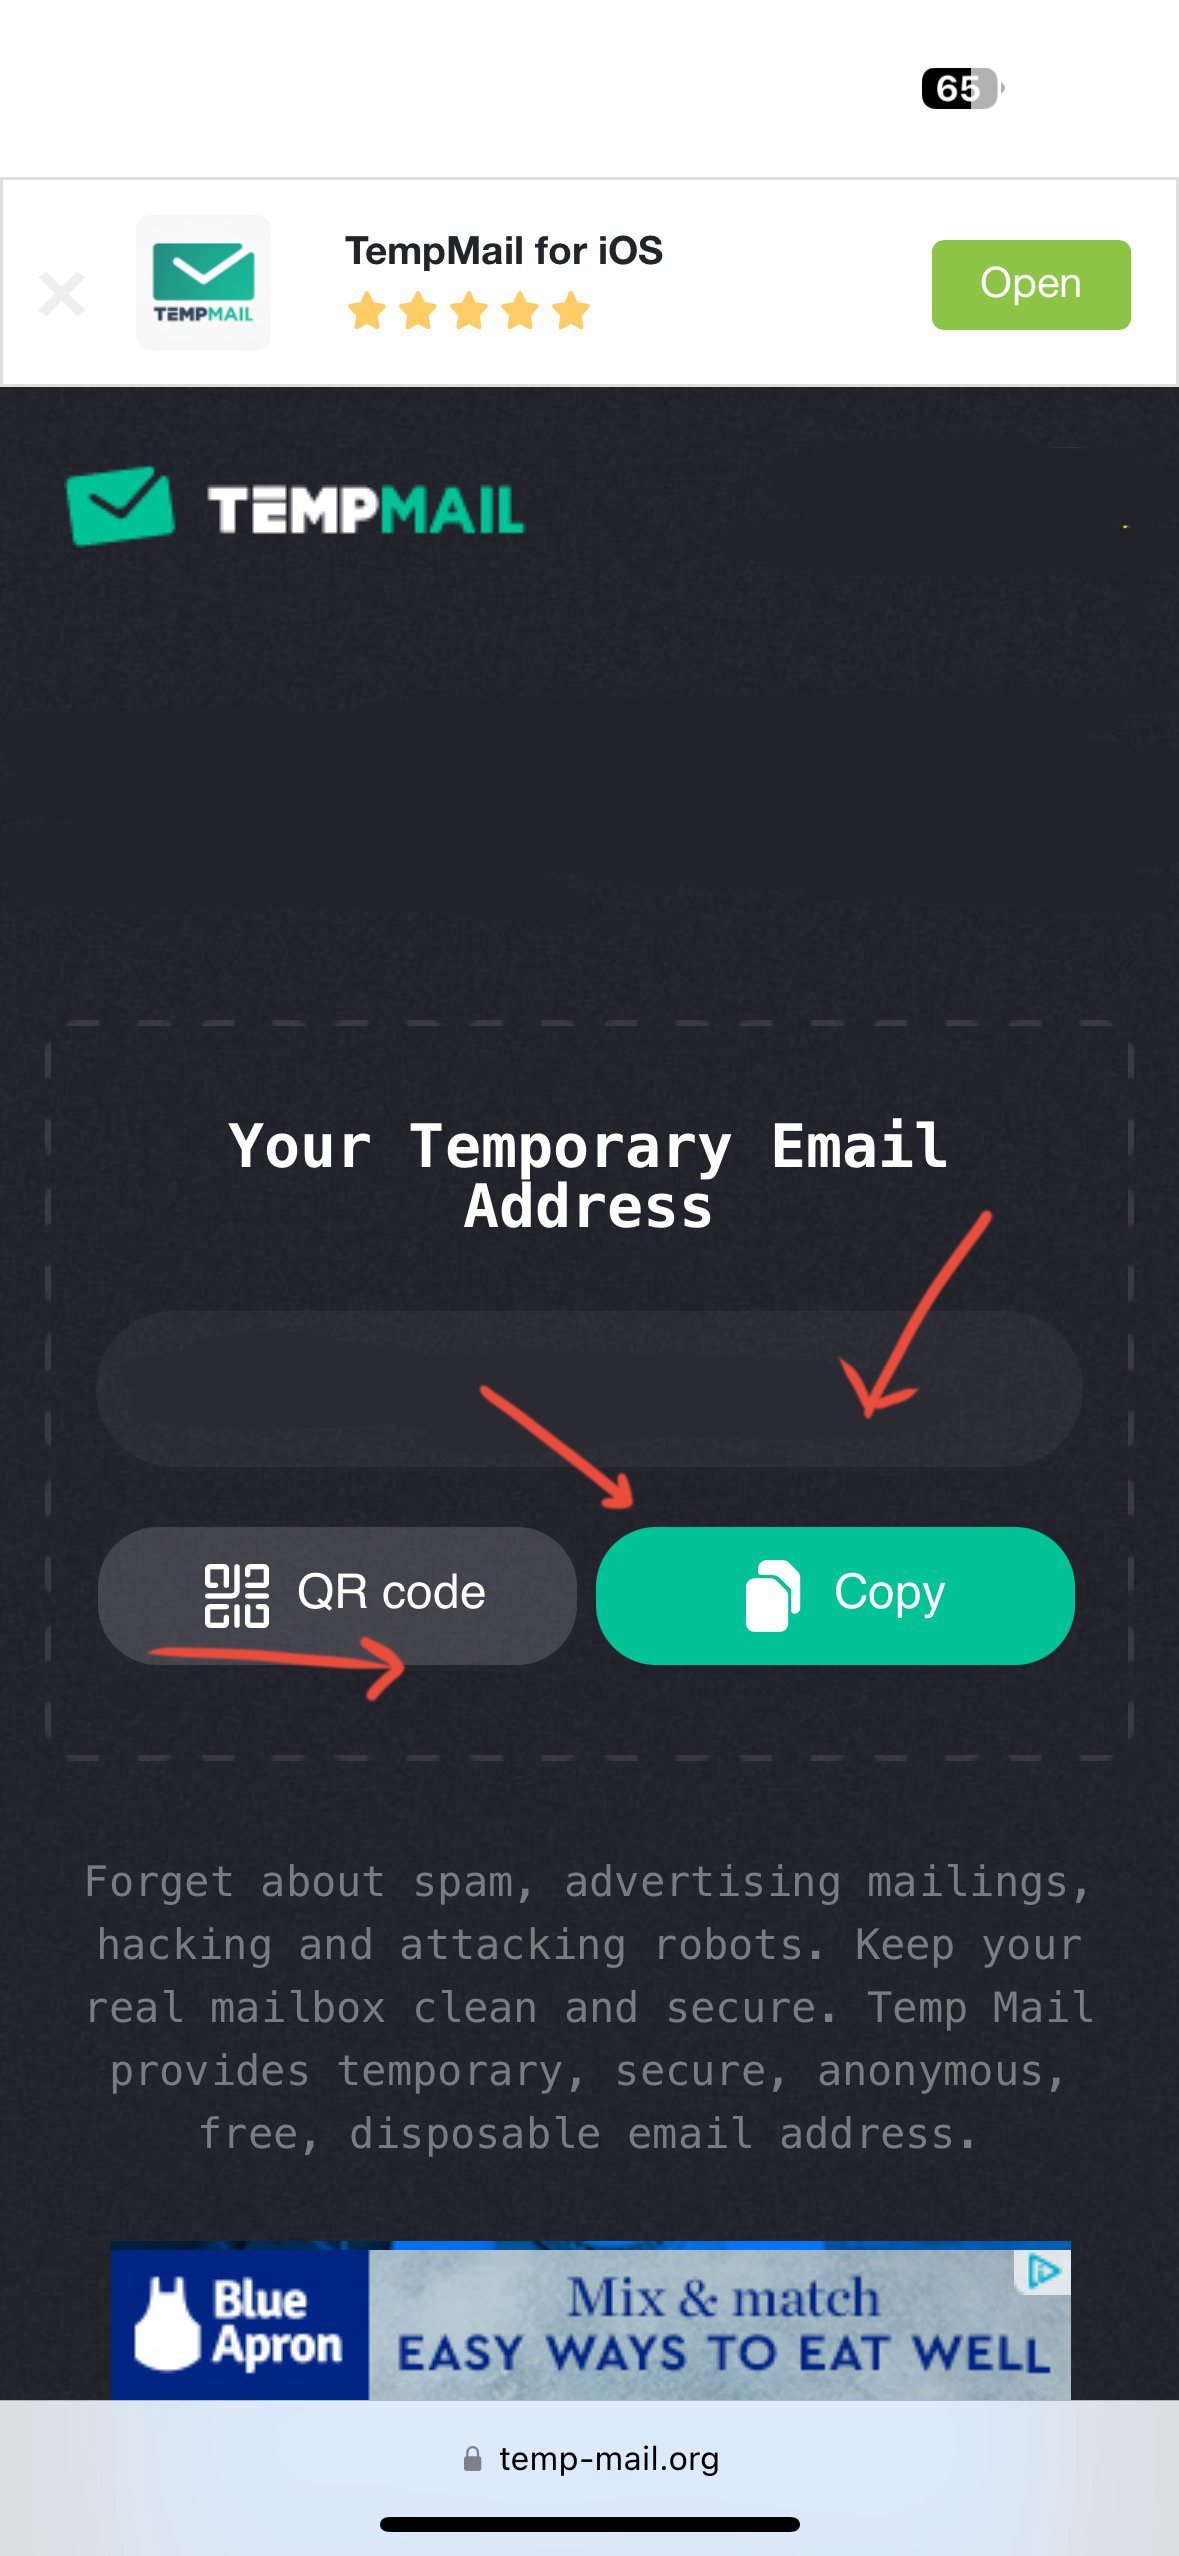 65
TempMail for iOS
Open
TEMPMAIL
TEMPMAIL
Your Temporary Email
Address
QR code
Copy
Forget about spam, advertising mailings,
hacking and attacking robots. Keep your
real mailbox clean and secure. Temp Mail
provides temporary, secure, anonymous,
free, disposable email address.
Blue
Apron
Mix & match
EASY WAYS TO EAT WELL
temp-mail.org